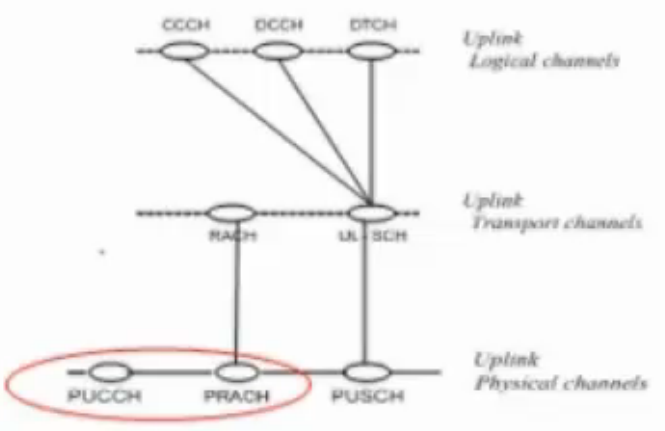 CCCH DCCH DTCH
Uplink
Logical channels
Uplink
Transport channels
RACH UL - SCH
Uplink
Physical channels
PUCCH PRACH PUSCH